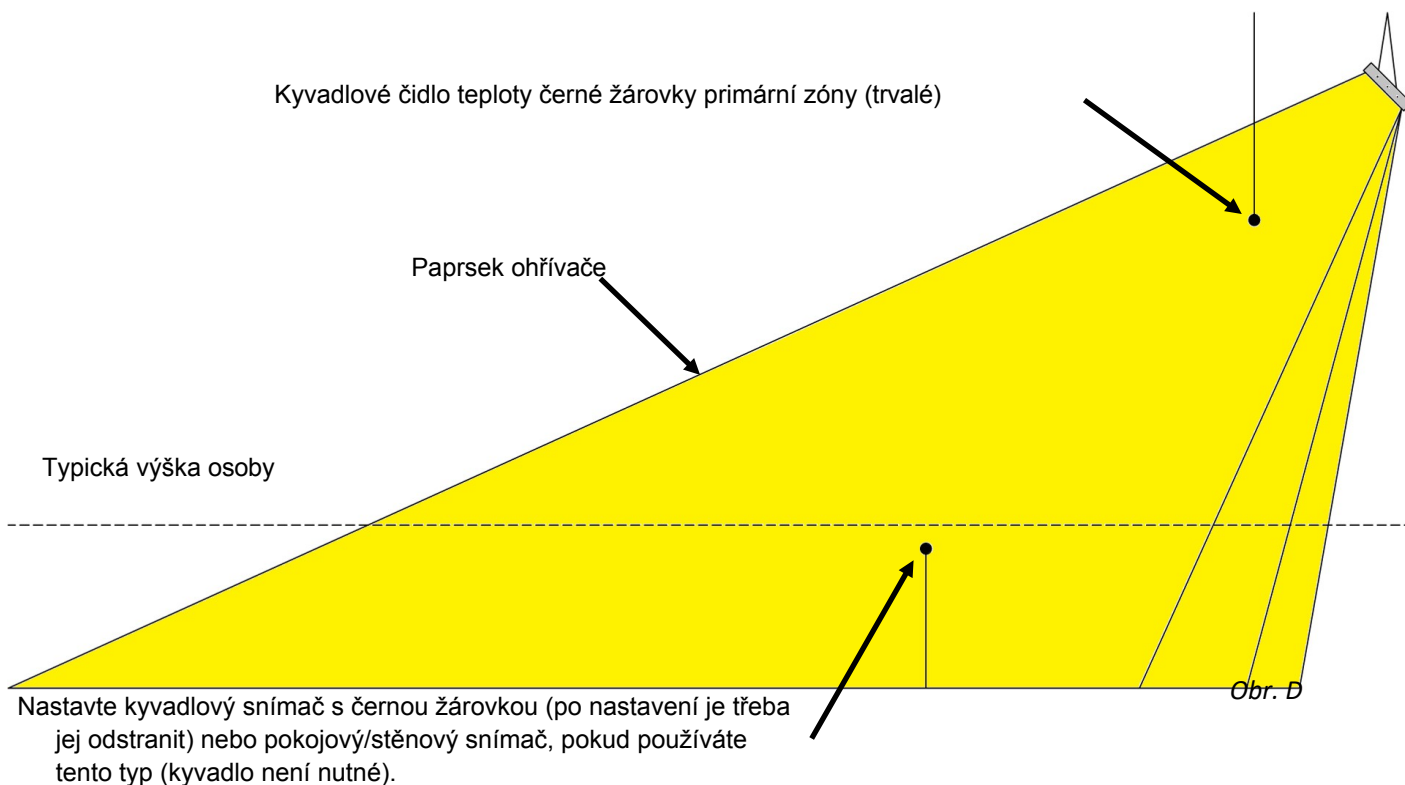 Kyvadlové čidlo teploty černé žárovky primární zóny (trvalé)
Paprsek ohřívače
Typická výška osoby
Obr. D
Nastavte kyvadlový snímač s černou žárovkou (po nastavení je třeba
jej odstranit) nebo pokojový/stěnový snímač, pokud používáte
tento typ (kyvadlo není nutné).